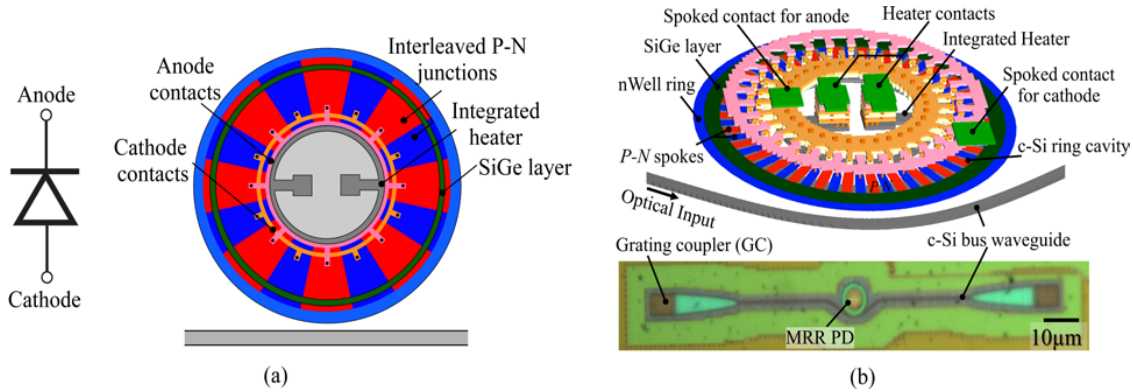 Anode
Cathode
Anode
contacts
Cathode
contacts
Interleaved P-N
junctions
Integrated
heater
SiGe layer
(a)
Spoked contact for anode
Heater contacts
SiGe layer
Integrated Heater
nWell ring
Spoked contact
for cathode
P-N spokes
c-Si ring cavity
P-N
Optical Input
Grating coupler (GC)
c-Si bus waveguide
MRR PD
10µm
(b)